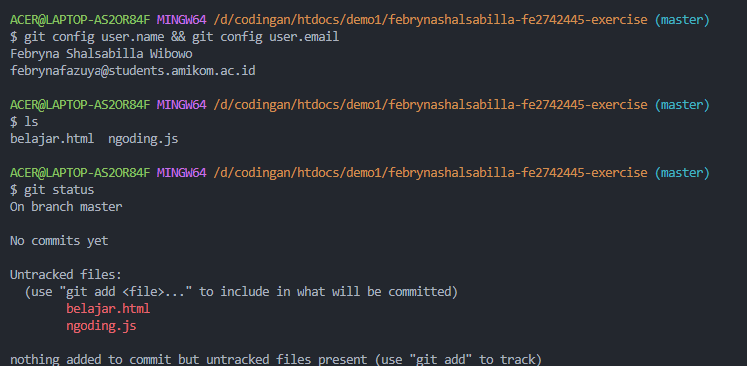 ACER@LAPTOP-AS2OR84F MINGW64 /d/codingan/htdocs/demo1/febrynashalsabilla-fe2742445-exercise (master)
$ git config user.name && git config user.email
Febryna Shalsabilla Wibowo
febrynafazuya@students.amikom.ac.id
ACER@LAPTOP-AS2OR84F MINGW64 /d/codingan/htdocs/demo1/febrynashalsabilla-fe2742445-exercise (master)
$ ls
belajar.html  ngoding.js
ACER@LAPTOP-AS2OR84F MINGW64 /d/codingan/htdocs/demo1/febrynashalsabilla-fe2742445-exercise (master)
$ git status
On branch master
No commits yet
Untracked files:
  (use "git add <file>..." to include in what will be committed)
        belajar.html
        ngoding.js
nothing added to commit but untracked files present (use "git add" to track)